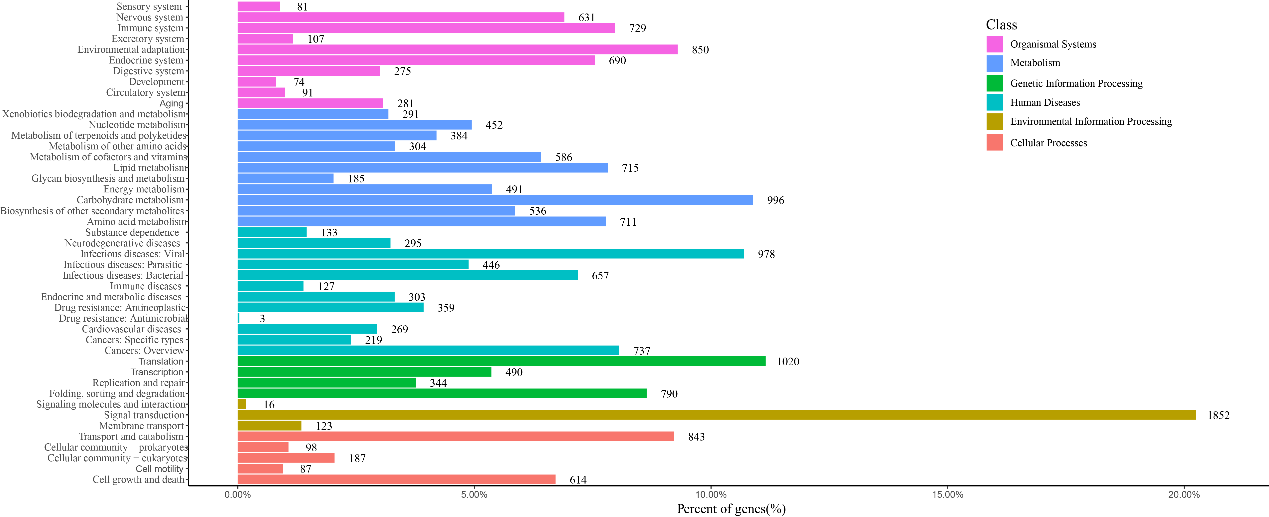 Sensory system 81
Nervous system 631
Immune system 729
Excretory system 107
Environmental adaptation 850
Endocrine system 690
Digestive system 275
Development 74
Circulatory system 91
Aging 281
Xenobiotics biodegradation and metabolism 291
Nucleotide metabolism 452
Metabolism of terpenoids and polyketides 384
Metabolism of other amino acids 304
Metabolism of cofactors and vitamins 586
Lipid metabolism 715
Glycan biosynthesis and metabolism 185
Energy metabolism 491
Carbohydrate metabolism 996
Biosynthesis of other secondary metabolites 536
Amino acid metabolism 711
Substance dependence 133
Neurodegenerative diseases 295
Infectious diseases: Viral 978
Infectious diseases: Parasitic 446
Infectious diseases: Bacterial 657
Immune diseases 127
Endocrine and metabolic diseases 303
Drug resistance: Antineoplastic 359
Drug resistance: Antimicrobial 3
Cardiovascular diseases 269
Cancers: Specific types 219
Cancers: Overview 737
Translation 1020
Transcription 490
Replication and repair 344
Folding, sorting and degradation 790
Signaling molecules and interaction 16
Signal transduction 1852
Membrane transport 123
Transport and catabolism 843
Cellular community − prokaryotes 98
Cellular community − eukaryotes 187
Cell motility 87
Cell growth and death 614
0.00% 5.00% 10.00% 15.00% 20.00%
Percent of genes(%)
Class
Organismal Systems
Metabolism
Genetic Information Processing
Human Diseases
Environmental Information Processing
Cellular Processes